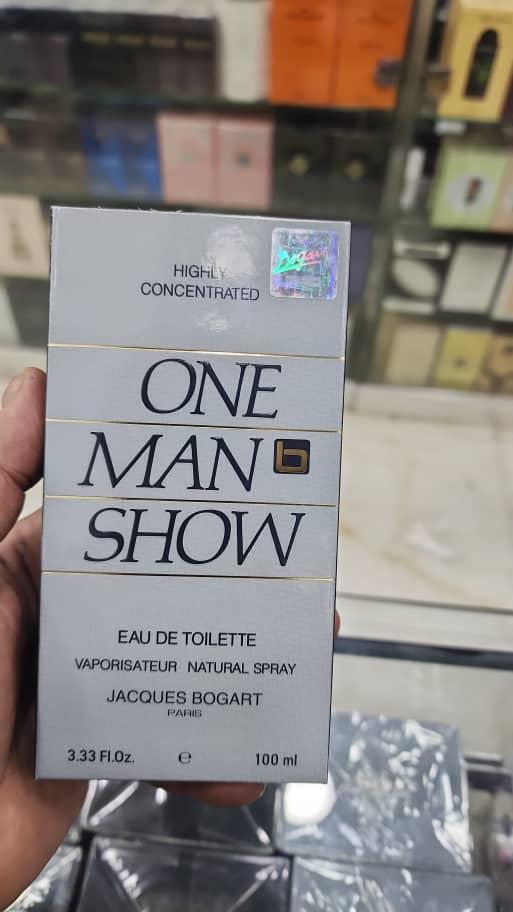 Bogart
HIGHLY
CONCENTRATED
ONE
MAN b
SHOW
EAU DE TOILETTE
VAPORISATEUR NATURAL SPRAY
JACQUES BOGART
PARIS
3.33 Fl.Oz. e 100 ml